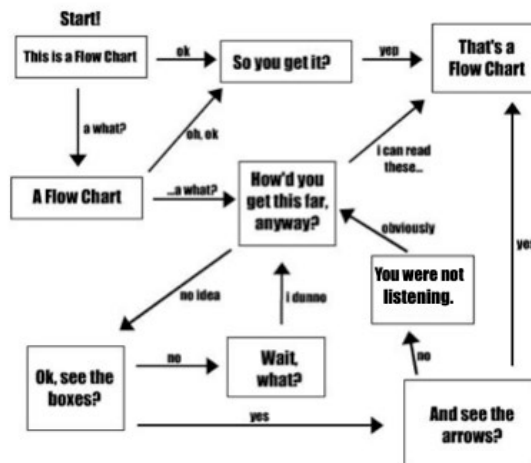 Start!
This is a Flow Chart
ok
So you get it?
yep
That's a
Flow Chart
a what?
oh, ok
i can read
these...
A Flow Chart
...a what?
How'd you
get this far,
anyway?
obviously
yes
no idea
i dunno
You were not
listening.
Ok, see the
boxes?
no
Wait,
what?
no
yes
And see the
arrows?